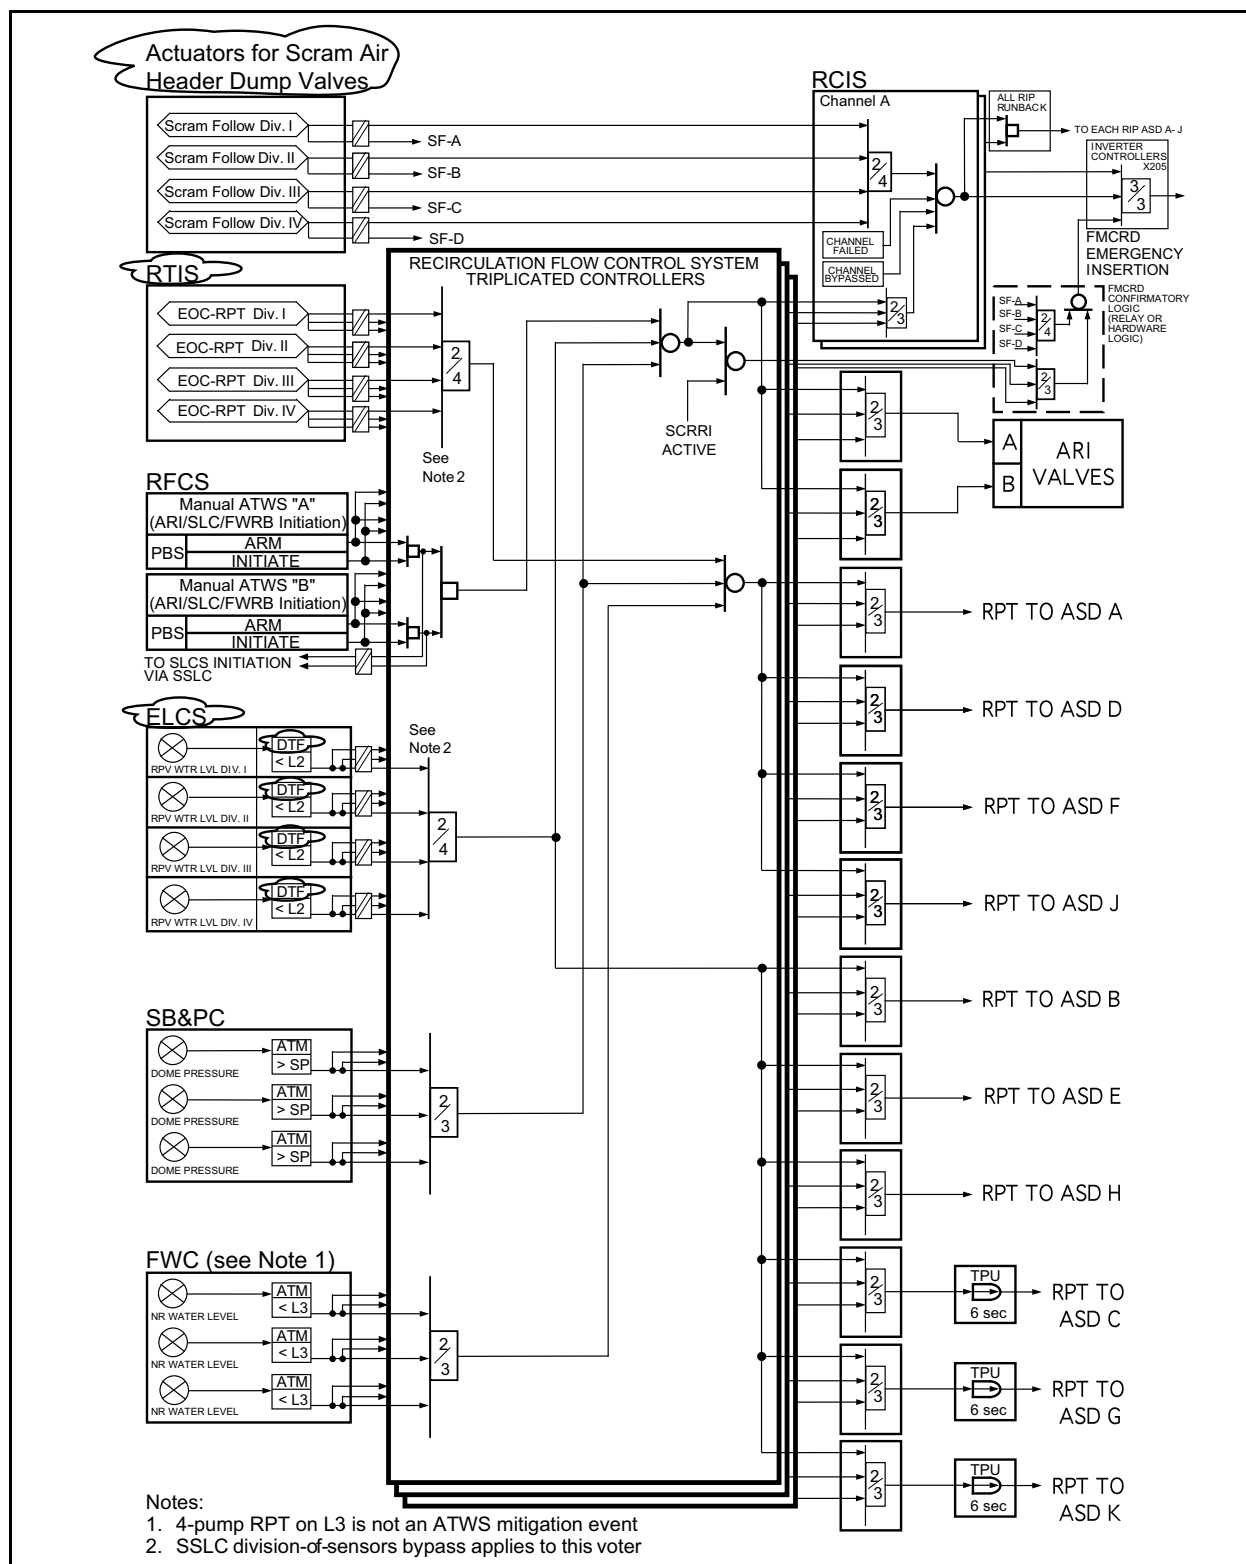 Actuators for Scram Air
Header Dump Valves
Scram Follow Div. I
SF-A
Scram Follow Div. II
SF-B
Scram Follow Div. III
SF-C
Scram Follow Div. IV
SF-D
RCIS
Channel A
2/4
CHANNEL
FAILED
CHANNEL
BYPASSED
2/3
ALL RIP
RUNBACK
TO EACH RIP ASD A- J
INVERTER
CONTROLLERS
X205
3/3
FMCRD
EMERGENCY
INSERTION
FMCRD
CONFIRMATORY
LOGIC
(RELAY OR
HARDWARE
LOGIC)
SF-A
SF-B
SF-C
SF-D
2/4
2/3
RTIS
EOC-RPT Div. I
EOC-RPT Div. II
EOC-RPT Div. III
EOC-RPT Div. IV
RECIRCULATION FLOW CONTROL SYSTEM
TRIPLICATED CONTROLLERS
2/4
See
Note 2
SCRRI
ACTIVE
2/3
A
B
ARI
VALVES
2/3
RFCS
Manual ATWS "A"
(ARI/SLC/FWRB Initiation)
PBS
ARM
INITIATE
Manual ATWS "B"
(ARI/SLC/FWRB Initiation)
PBS
ARM
INITIATE
TO SLCS INITIATION
VIA SSLC
2/3
RPT TO ASD A
2/3
RPT TO ASD D
2/3
RPT TO ASD F
2/3
RPT TO ASD J
2/3
RPT TO ASD B
2/3
RPT TO ASD E
2/3
RPT TO ASD H
2/3
TPU
6 sec
RPT TO
ASD C
2/3
TPU
6 sec
RPT TO
ASD G
2/3
TPU
6 sec
RPT TO
ASD K
ELCS
DTF
< L2
RPV WTR LVL DIV. I
DTF
< L2
RPV WTR LVL DIV. II
DTF
< L2
RPV WTR LVL DIV. III
DTF
< L2
RPV WTR LVL DIV. IV
See
Note 2
2/4
SB&PC
ATM
> SP
DOME PRESSURE
ATM
> SP
DOME PRESSURE
ATM
> SP
DOME PRESSURE
2/3
FWC (see Note 1)
ATM
< L3
NR WATER LEVEL
ATM
< L3
NR WATER LEVEL
ATM
< L3
NR WATER LEVEL
2/3
Notes:
1. 4-pump RPT on L3 is not an ATWS mitigation event
2. SSLC division-of-sensors bypass applies to this voter